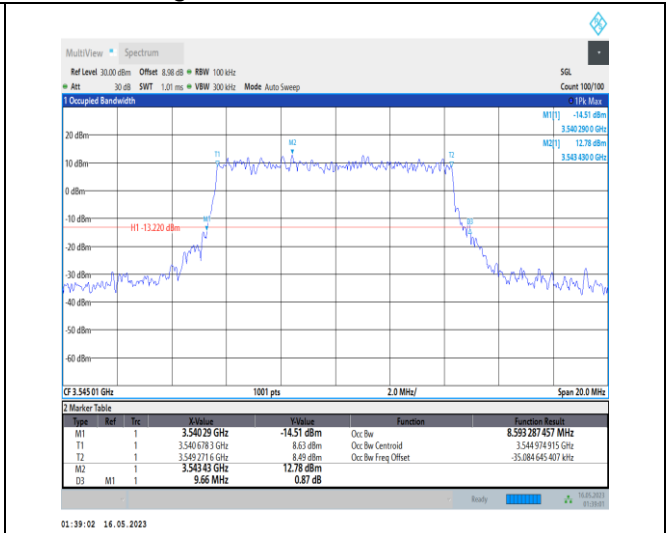 MultiView Spectrum
Ref Level 30.00 dBm Offset 8.98 dB RBW 100 kHz SGL
Att 30 dB SWT 1.01 ms VBW 300 kHz Mode Auto Sweep Count 100/100
1 Occupied Bandwidth 1Pk Max
M1[1] -14.51 dBm
3.540 290 0 GHz
M2[1] 12.78 dBm
3.543 430 0 GHz
20 dBm
M2
T1
T2
10 dBm
0 dBm
-10 dBm
M1
D3
H1 -13.220 dBm
-20 dBm
-30 dBm
-40 dBm
-50 dBm
-60 dBm
CF 3.545 01 GHz 1001 pts 2.0 MHz/ Span 20.0 MHz
2 Marker Table
Type Ref Trc X-Value Y-Value Function Function Result
M1 1 3.540 29 GHz -14.51 dBm Occ Bw 8.593 287 457 MHz
T1 1 3.540 678 3 GHz 8.63 dBm Occ Bw Centroid 3.544 974 915 GHz
T2 1 3.549 271 6 GHz 8.49 dBm Occ Bw Freq Offset -35.084 645 407 kHz
M2 1 3.543 43 GHz 12.78 dBm
D3 M1 1 9.66 MHz 0.87 dB
Ready 16.05.2023
01:39:01
01:39:02 16.05.2023